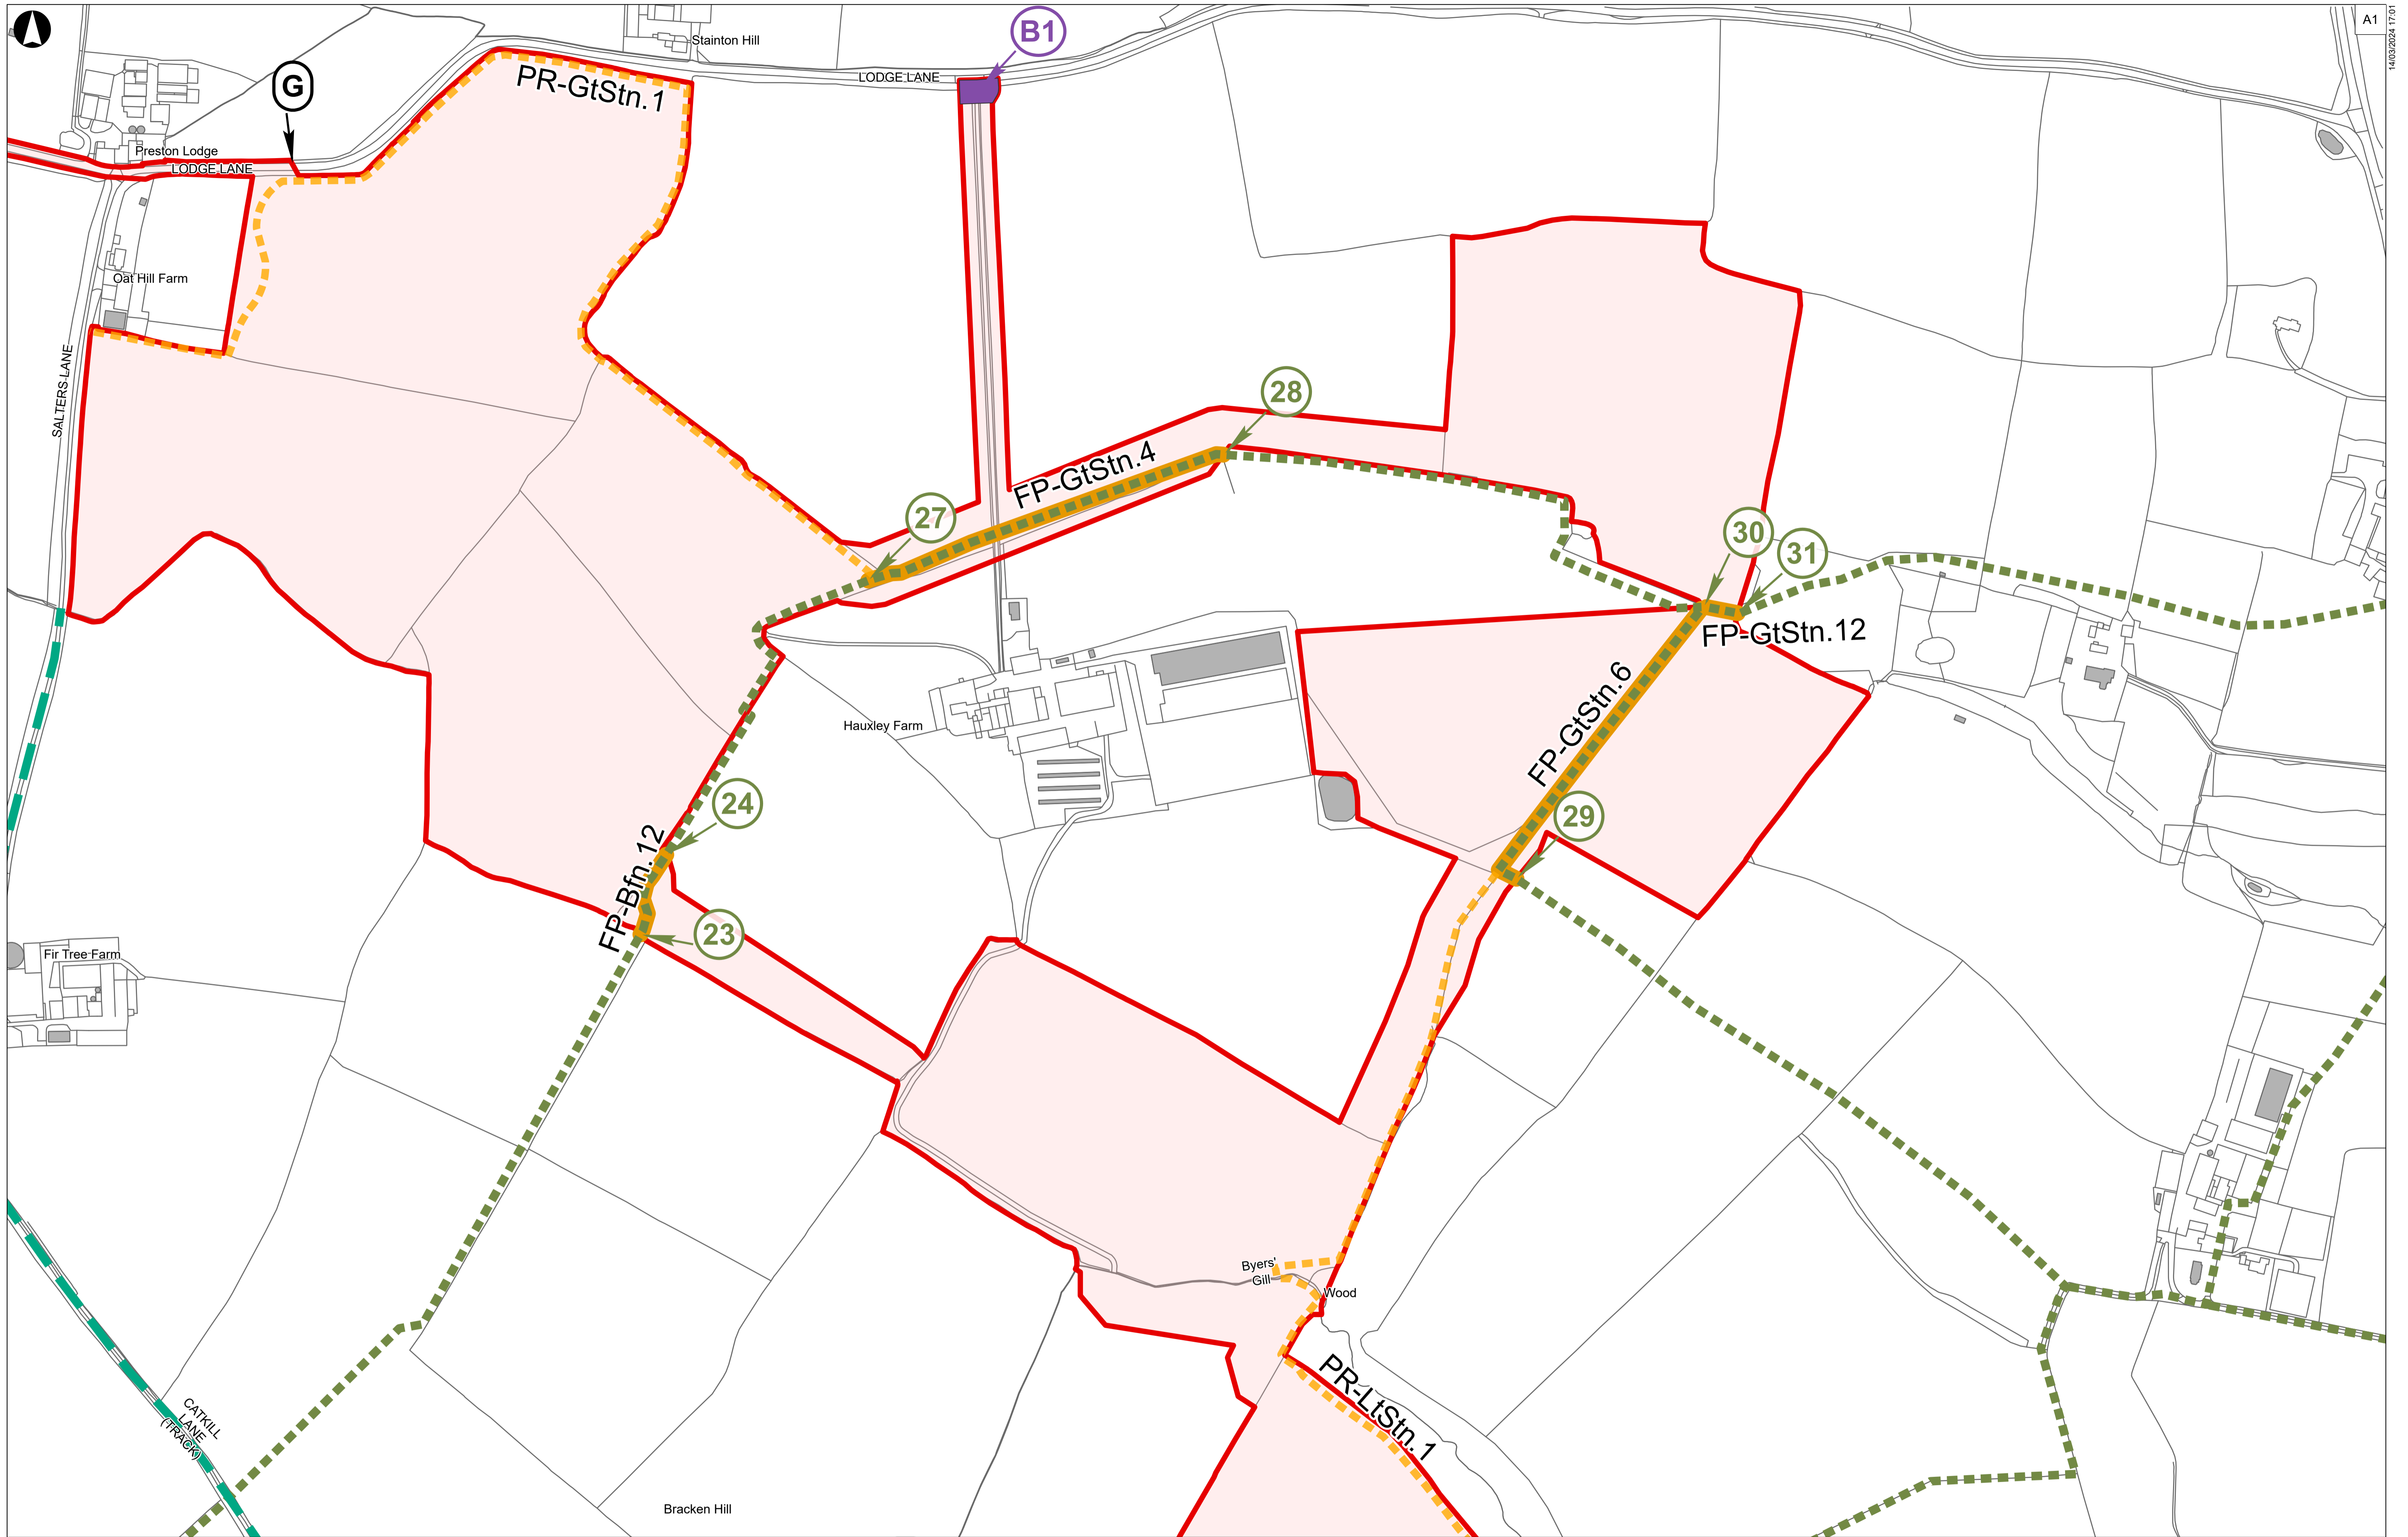 A1
14/03/2024 17:01
B1
Stainton Hill
LODGE LANE
PR-GtStn.1
G
Preston Lodge
LODGE LANE
Oat Hill Farm
SALTERS LANE
28
FP-GtStn.4
27
30
31
FP-GtStn.12
FP-GtStn.6
Hauxley Farm
24
29
FP-Bfn.12
23
Fir Tree Farm
Byers'
Gill
Wood
PR-LtStn.1
CATKILL
LANE
(TRACK)
Bracken Hill